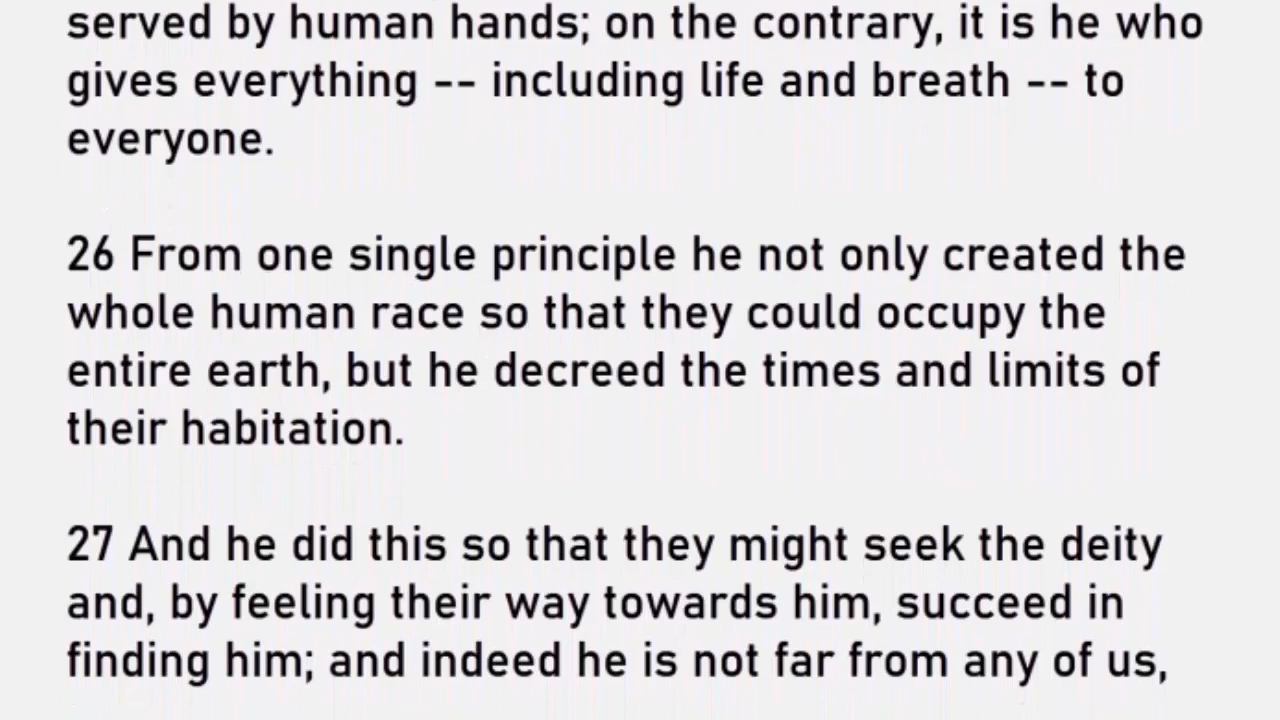 served by human hands; on the contrary, it is he who
gives everything -- including life and breath -- to
everyone.
26 From one single principle he not only created the
whole human race so that they could occupy the
entire earth, but he decreed the times and limits of
their habitation.
27 And he did this so that they might seek the deity
and, by feeling their way towards him, succeed in
finding him; and indeed he is not far from any of us,